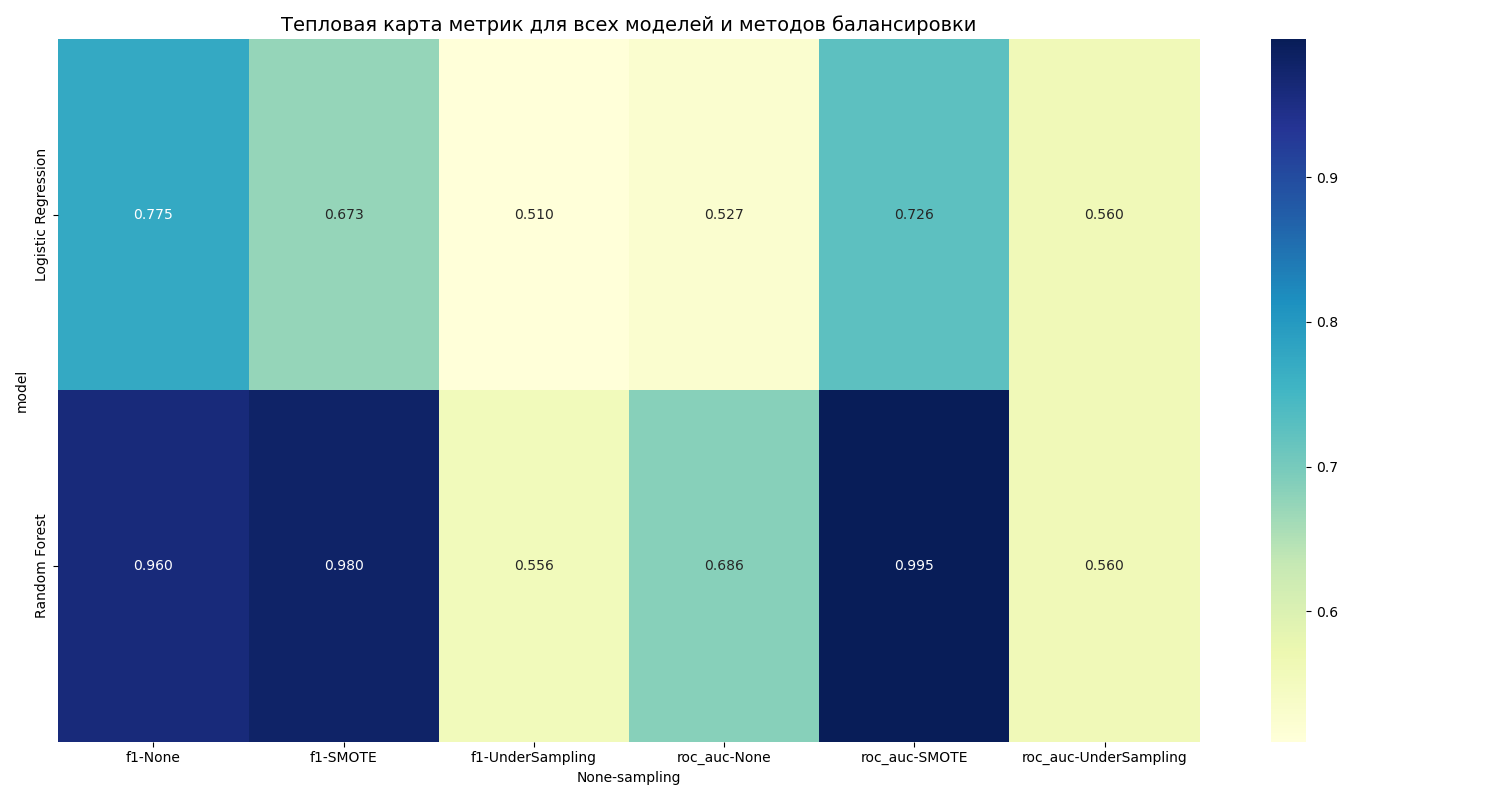 Тепловая карта метрик для всех моделей и методов балансировки
model
Logistic Regression
0.775 0.673 0.510 0.527 0.726 0.560
Random Forest
0.960 0.980 0.556 0.686 0.995 0.560
f1-None f1-SMOTE f1-UnderSampling roc_auc-None roc_auc-SMOTE roc_auc-UnderSampling
None-sampling
0.9
0.8
0.7
0.6